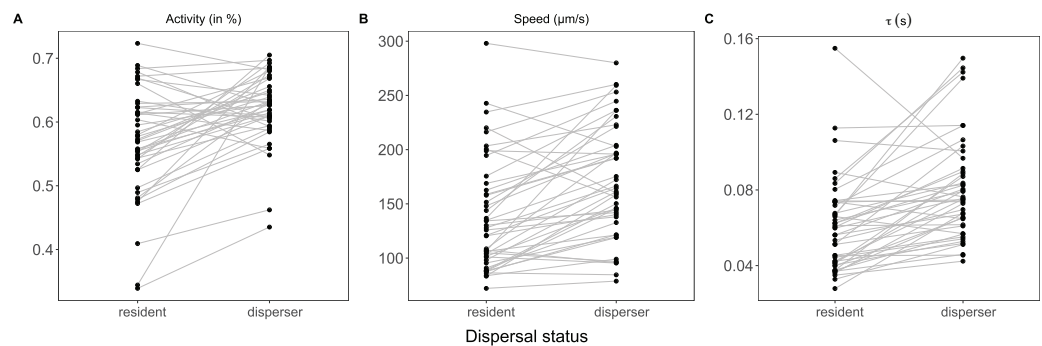 A Activity (in %)
0.7
0.6
0.5
0.4
resident disperser
B Speed (µm/s)
300
250
200
150
100
resident disperser
C τ (s)
0.16
0.12
0.08
0.04
resident disperser
Dispersal status